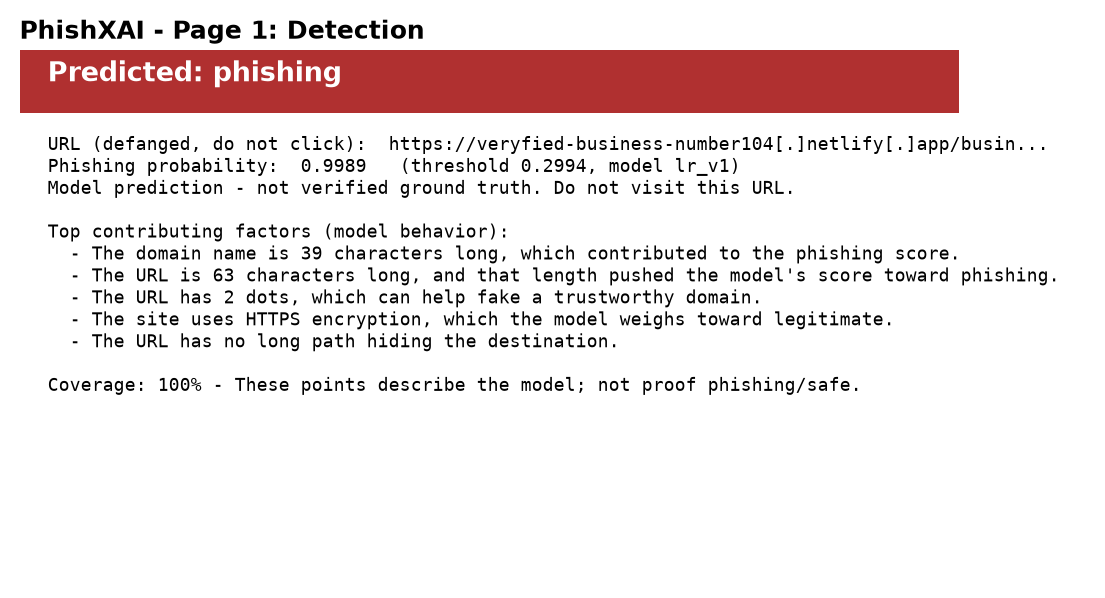 PhishXAI - Page 1: Detection
Predicted: phishing
URL (defanged, do not click):  https://veryfied-business-number104[.]netlify[.]app/busin...
Phishing probability:  0.9989   (threshold 0.2994, model lr_v1)
Model prediction - not verified ground truth. Do not visit this URL.
Top contributing factors (model behavior):
- The domain name is 39 characters long, which contributed to the phishing score.
- The URL is 63 characters long, and that length pushed the model's score toward phishing.
- The URL has 2 dots, which can help fake a trustworthy domain.
- The site uses HTTPS encryption, which the model weighs toward legitimate.
- The URL has no long path hiding the destination.
Coverage: 100% - These points describe the model; not proof phishing/safe.